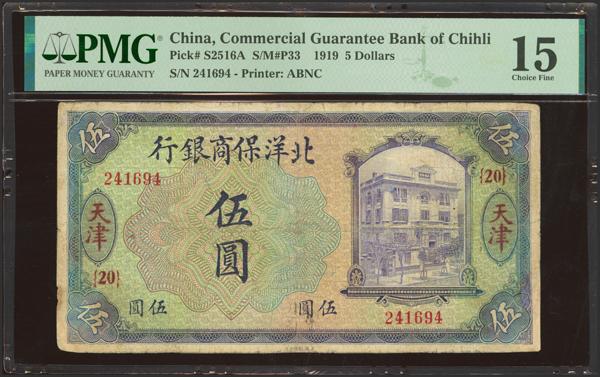 PMG
PAPER MONEY GUARANTY
China, Commercial Guarantee Bank of Chihli
Pick# S2516A S/M#P33 1919 5 Dollars
S/N 241694 - Printer: ABNC
15
Choice Fine
伍
伍
行銀商保洋北
241694
{20}
天津
伍圓
天津
{20}
圓伍
圓伍
241694
伍
伍